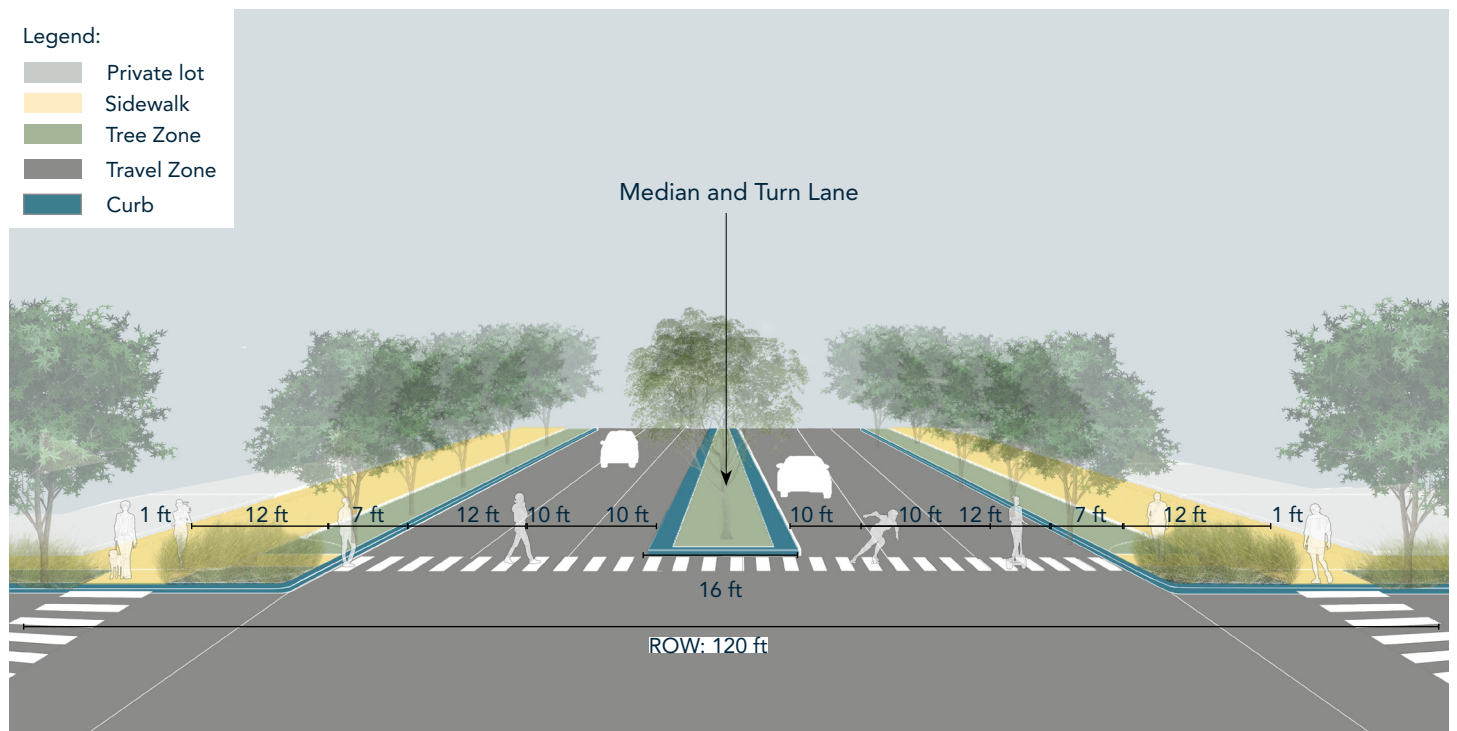 Legend:
Private lot
Sidewalk
Tree Zone
Travel Zone
Curb
Median and Turn Lane
1 ft 12 ft 7 ft 12 ft 10 ft 10 ft 10 ft 10 ft 12 ft 7 ft 12 ft 1 ft
16 ft
ROW: 120 ft